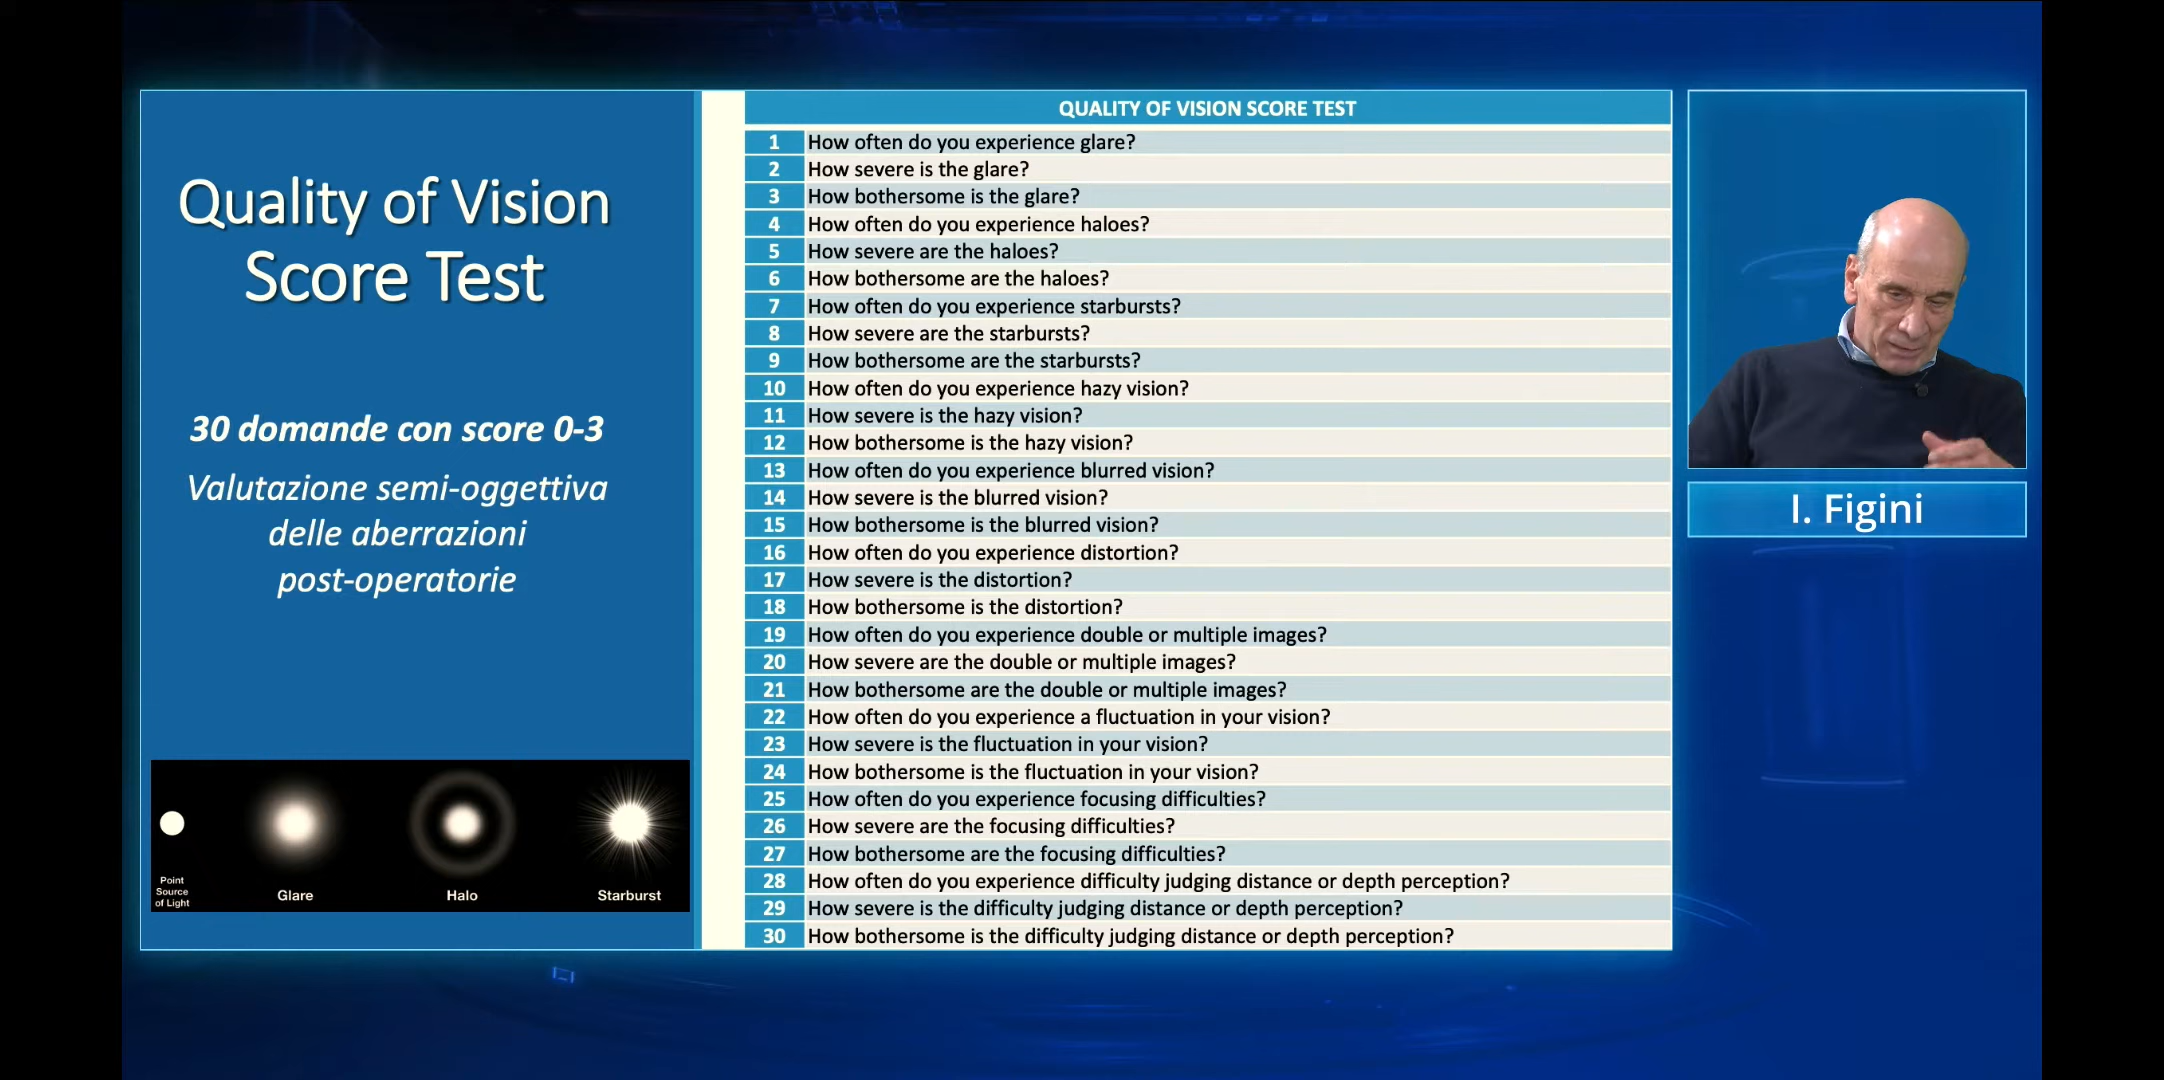 Quality of Vision
Score Test
30 domande con score 0-3
Valutazione semi-oggettiva
delle aberrazioni
post-operatorie
Point
Source
of Light
Glare
Halo
Starburst
QUALITY OF VISION SCORE TEST
1 How often do you experience glare?
2 How severe is the glare?
3 How bothersome is the glare?
4 How often do you experience haloes?
5 How severe are the haloes?
6 How bothersome are the haloes?
7 How often do you experience starbursts?
8 How severe are the starbursts?
9 How bothersome are the starbursts?
10 How often do you experience hazy vision?
11 How severe is the hazy vision?
12 How bothersome is the hazy vision?
13 How often do you experience blurred vision?
14 How severe is the blurred vision?
15 How bothersome is the blurred vision?
16 How often do you experience distortion?
17 How severe is the distortion?
18 How bothersome is the distortion?
19 How often do you experience double or multiple images?
20 How severe are the double or multiple images?
21 How bothersome are the double or multiple images?
22 How often do you experience a fluctuation in your vision?
23 How severe is the fluctuation in your vision?
24 How bothersome is the fluctuation in your vision?
25 How often do you experience focusing difficulties?
26 How severe are the focusing difficulties?
27 How bothersome are the focusing difficulties?
28 How often do you experience difficulty judging distance or depth perception?
29 How severe is the difficulty judging distance or depth perception?
30 How bothersome is the difficulty judging distance or depth perception?
I. Figini